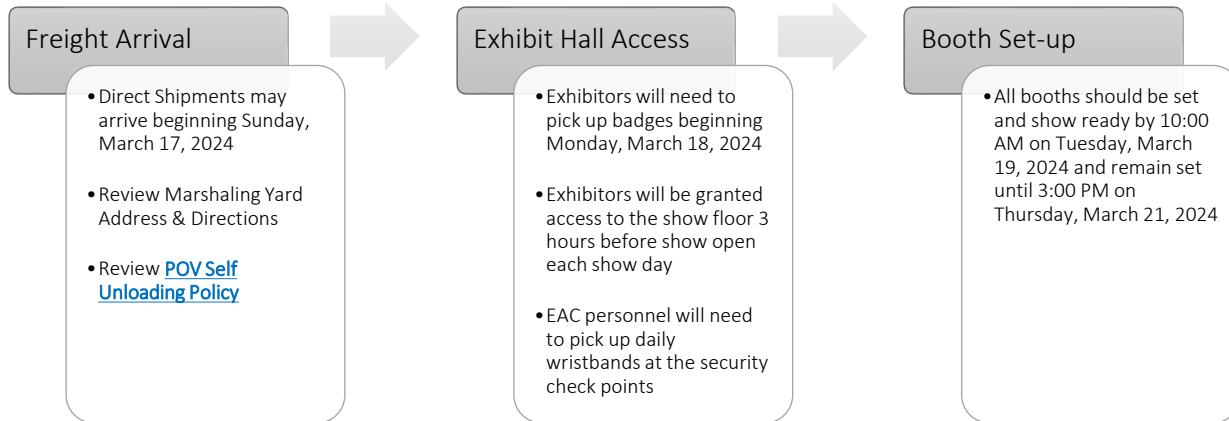 Freight Arrival
•Direct Shipments may
arrive beginning Sunday,
March 17, 2024
•Review Marshaling Yard
Address & Directions
•Review POV Self
Unloading Policy
Exhibit Hall Access
•Exhibitors will need to
pick up badges beginning
Monday, March 18, 2024
•Exhibitors will be granted
access to the show floor 3
hours before show open
each show day
•EAC personnel will need
to pick up daily
wristbands at the security
check points
Booth Set-up
•All booths should be set
and show ready by 10:00
AM on Tuesday, March
19, 2024 and remain set
until 3:00 PM on
Thursday, March 21, 2024